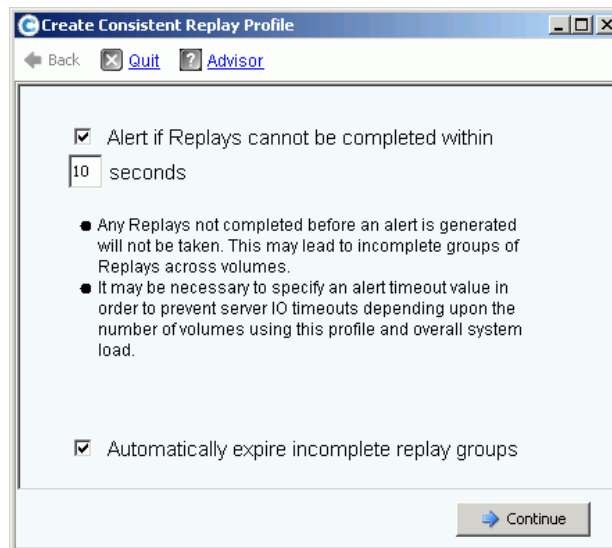 Create Consistent Replay Profile
Back Quit Advisor
Alert if Replays cannot be completed within
10 seconds
Any Replays not completed before an alert is generated
will not be taken. This may lead to incomplete groups of
Replays across volumes.
It may be necessary to specify an alert timeout value in
order to prevent server IO timeouts depending upon the
number of volumes using this profile and overall system
load.
Automatically expire incomplete replay groups
Continue